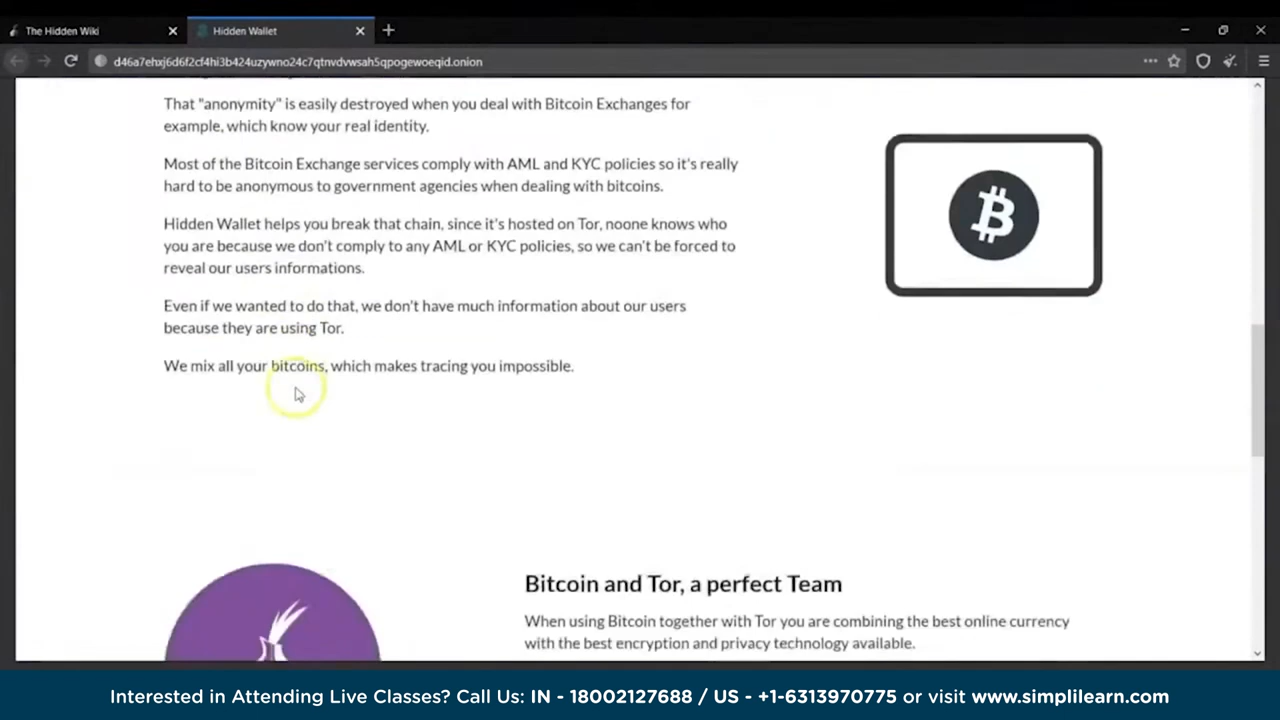 The Hidden Wiki
Hidden Wallet
That "anonymity" is easily destroyed when you deal with Bitcoin Exchanges for
example, which know your real identity.
Most of the Bitcoin Exchange services comply with AML and KYC policies so it's really
hard to be anonymous to government agencies when dealing with bitcoins.
Hidden Wallet helps you break that chain, since it's hosted on Tor, noone knows who
you are because we don't comply to any AML or KYC policies, so we can't be forced to
reveal our users informations.
Even if we wanted to do that, we don't have much information about our users
because they are using Tor.
We mix all your bitcoins, which makes tracing you impossible.
Bitcoin and Tor, a perfect Team
When using Bitcoin together with Tor you are combining the best online currency
with the best encryption and privacy technology available.
Interested in Attending Live Classes? Call Us: IN - 18002127688 / US - +1-6313970775 or visit www.simplilearn.com